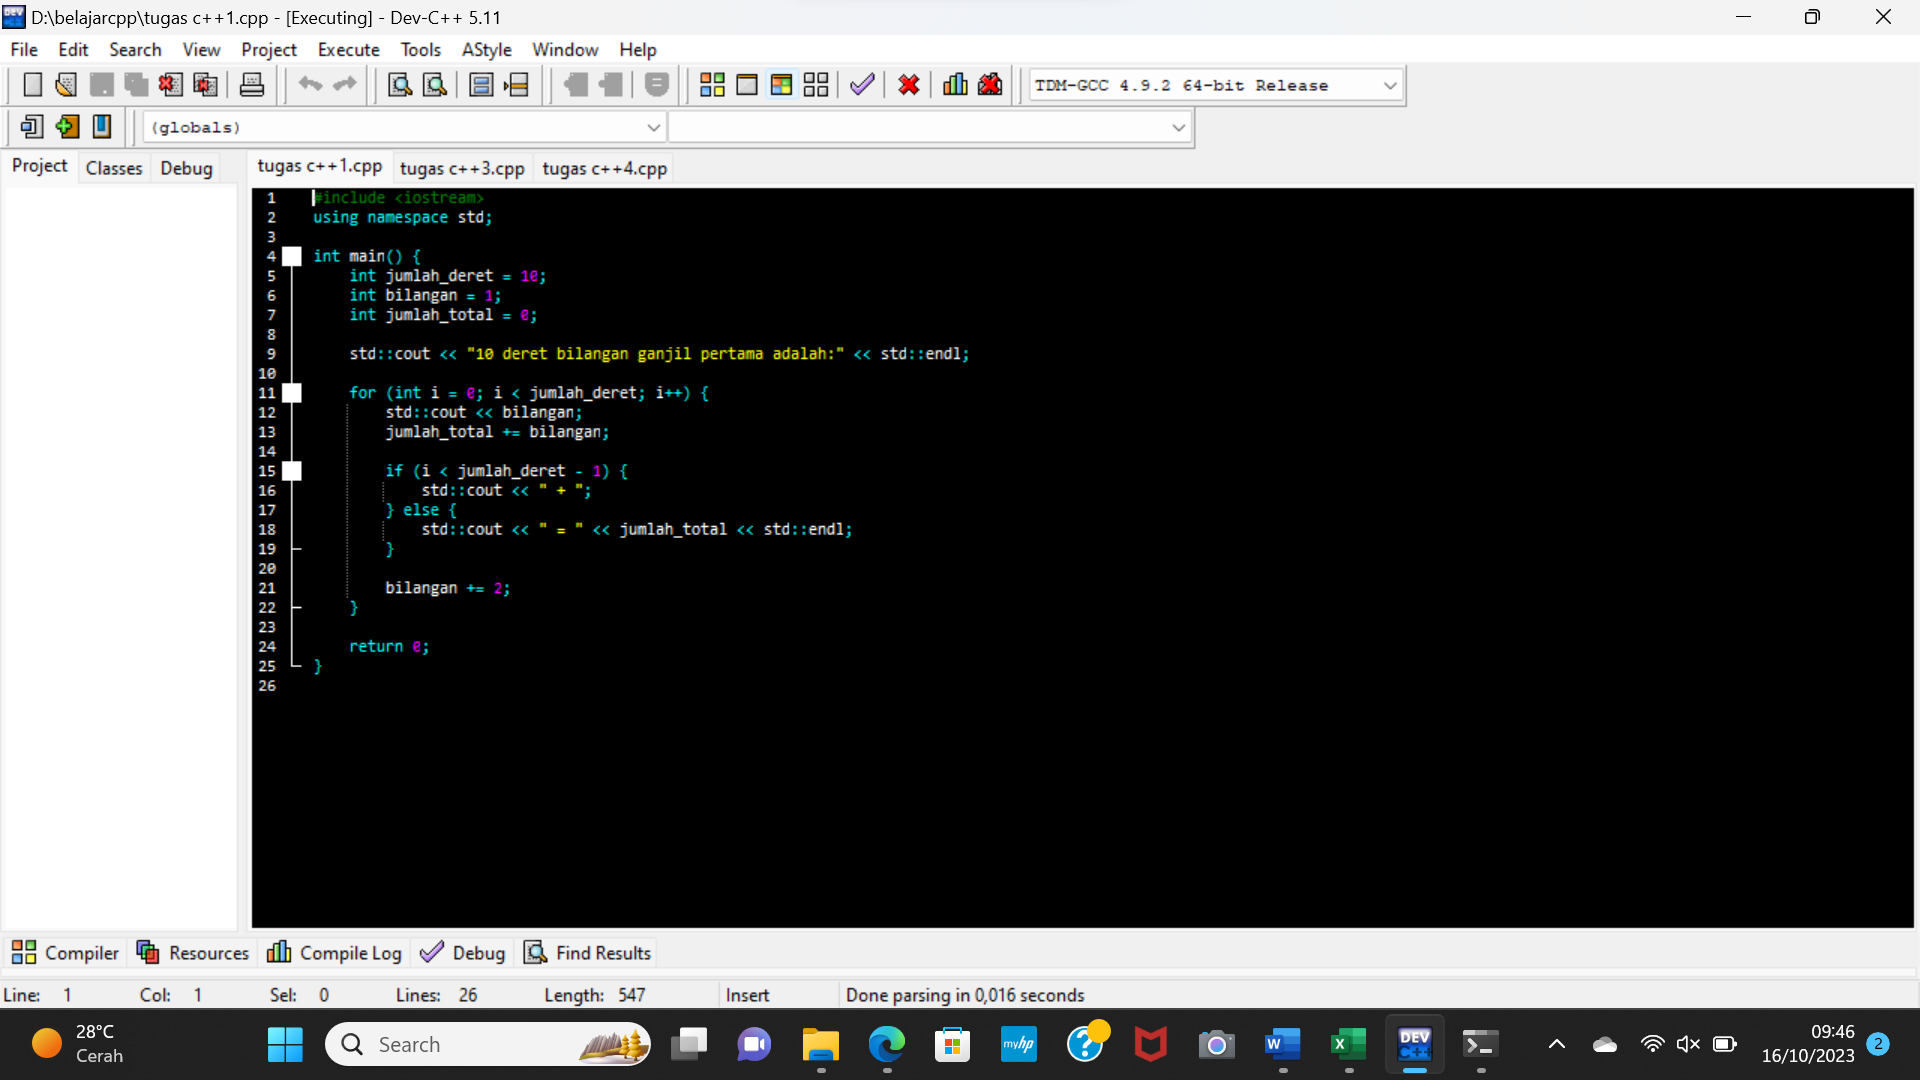 D:\belajarcpp\tugas c++1.cpp - [Executing] - Dev-C++ 5.11
File Edit Search View Project Execute Tools AStyle Window Help
TDM-GCC 4.9.2 64-bit Release
(globals)
Project Classes Debug
tugas c++1.cpp tugas c++3.cpp tugas c++4.cpp
1 #include <iostream>
2 using namespace std;
3
4 int main() {
5 int jumlah_deret = 10;
6 int bilangan = 1;
7 int jumlah_total = 0;
8
9 std::cout << "10 deret bilangan ganjil pertama adalah:" << std::endl;
10
11 for (int i = 0; i < jumlah_deret; i++) {
12 std::cout << bilangan;
13 jumlah_total += bilangan;
14
15 if (i < jumlah_deret - 1) {
16 std::cout << " + ";
17 } else {
18 std::cout << " = " << jumlah_total << std::endl;
19 }
20
21 bilangan += 2;
22 }
23
24 return 0;
25 }
26
Compiler Resources Compile Log Debug Find Results
Line: 1 Col: 1 Sel: 0 Lines: 26 Length: 547 Insert Done parsing in 0,016 seconds
28°C
Cerah
Search
myhp
W
X
DEV
C++
09:46
16/10/2023
2